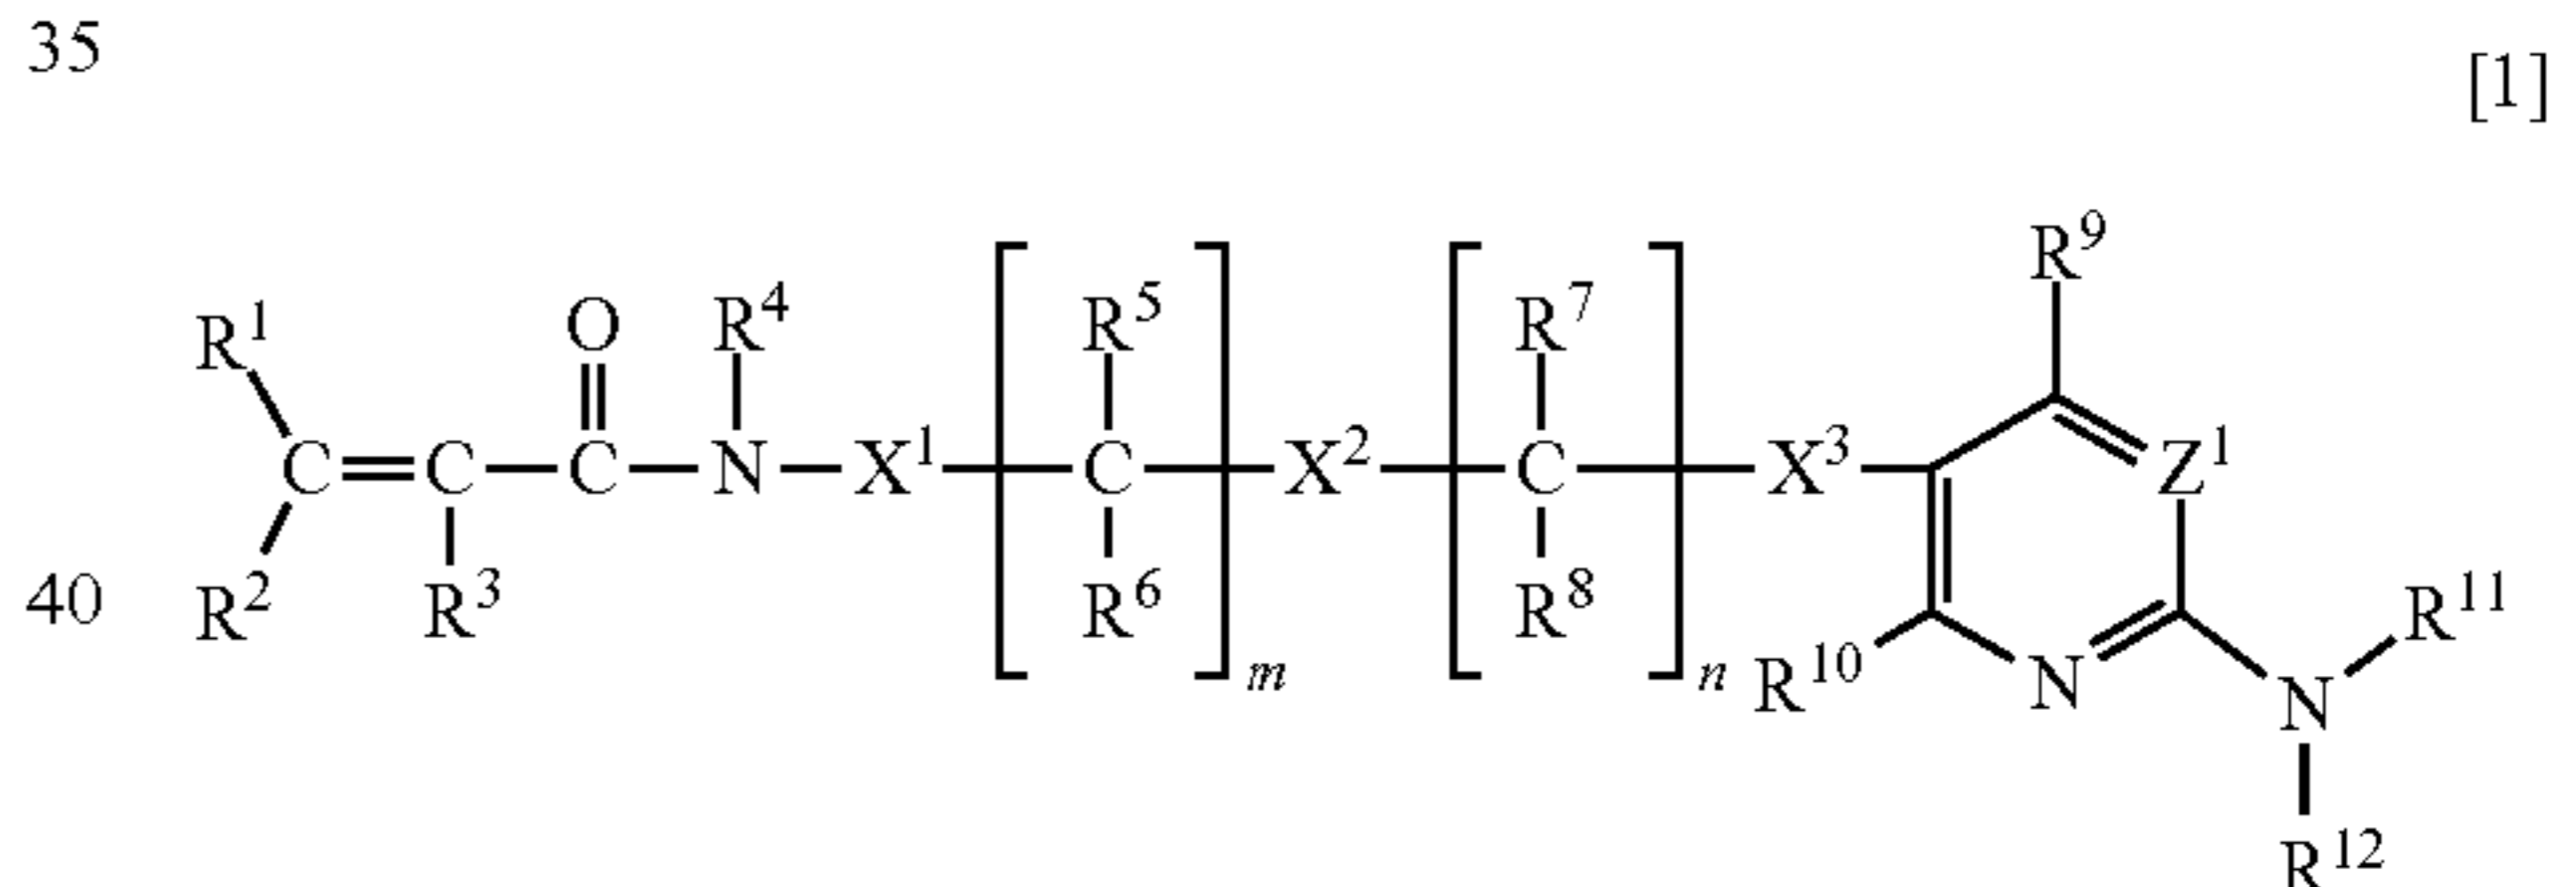 35
[1]
R9
R1 O R4 R5 R7
C=C—C—N—X1—C—X2—C—X3 Z1
40 R2 R3 R6 R8 R11
m n R10 N N
R12